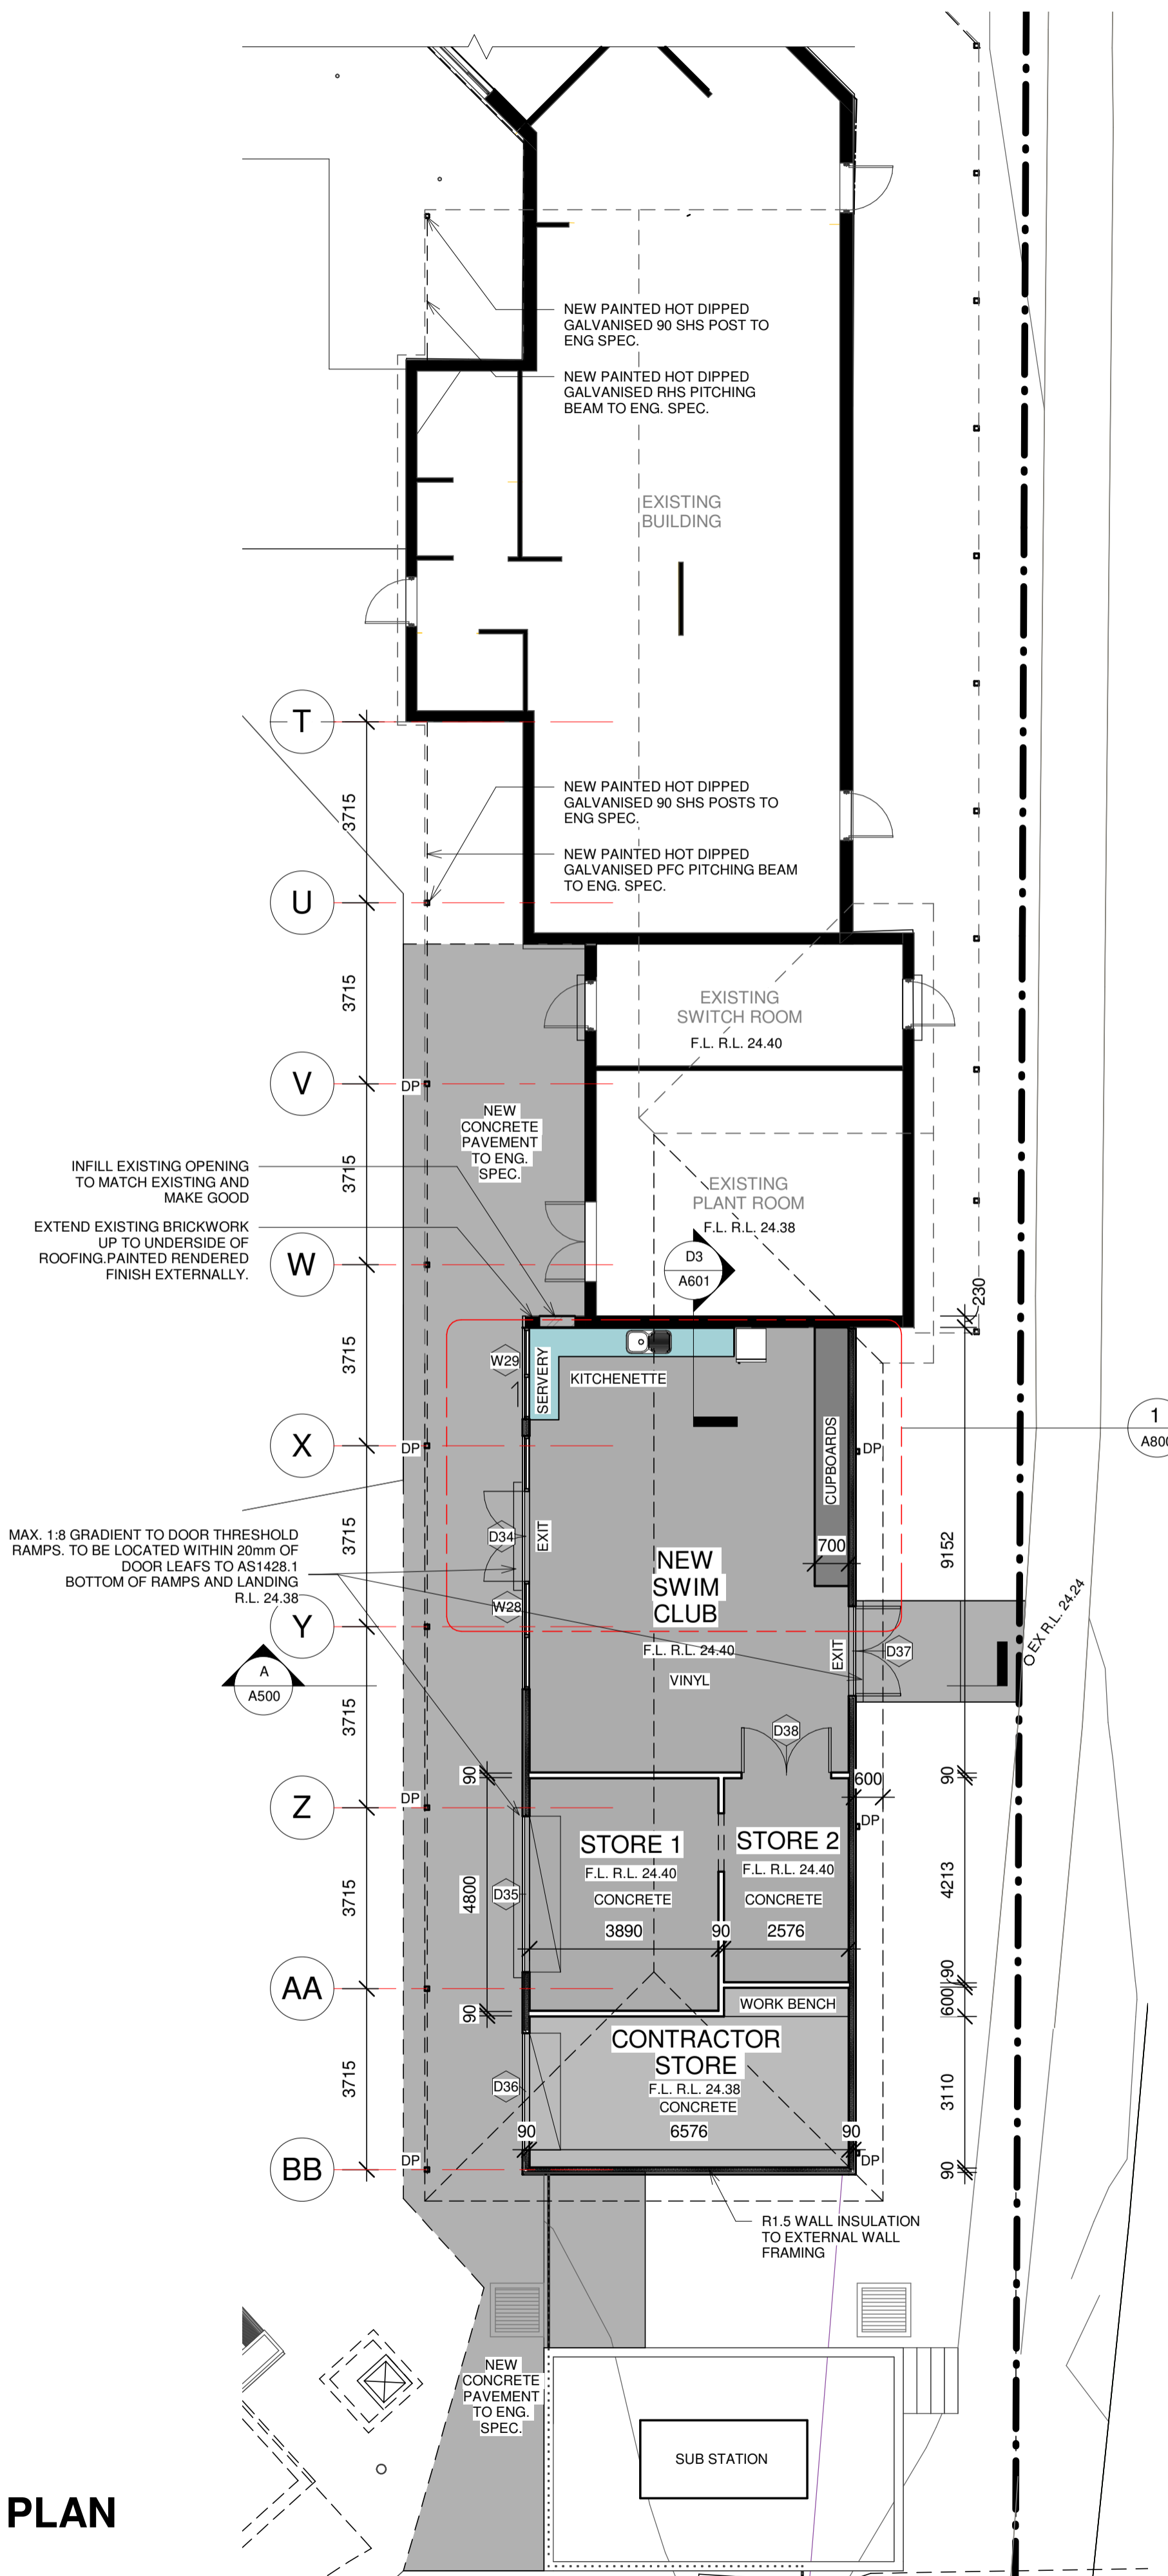 NEW PAINTED HOT DIPPED
GALVANISED 90 SHS POST TO
ENG SPEC.
NEW PAINTED HOT DIPPED
GALVANISED RHS PITCHING
BEAM TO ENG. SPEC.
EXISTING
BUILDING
T
3715
NEW PAINTED HOT DIPPED
GALVANISED 90 SHS POSTS TO
ENG SPEC.
NEW PAINTED HOT DIPPED
GALVANISED PFC PITCHING BEAM
TO ENG. SPEC.
U
3715
EXISTING
SWITCH ROOM
F.L. R.L. 24.40
V
DP
NEW
CONCRETE
PAVEMENT
TO ENG.
SPEC.
3715
INFILL EXISTING OPENING
TO MATCH EXISTING AND
MAKE GOOD
EXTEND EXISTING BRICKWORK
UP TO UNDERSIDE OF
ROOFING.PAINTED RENDERED
FINISH EXTERNALLY.
EXISTING
PLANT ROOM
F.L. R.L. 24.38
W
D3
A601
230
3715
W29
SERVERY
KITCHENETTE
CUPBOARDS
X
DP
DP
1
A800
MAX. 1:8 GRADIENT TO DOOR THRESHOLD
RAMPS. TO BE LOCATED WITHIN 20mm OF
DOOR LEAFS TO AS1428.1
BOTTOM OF RAMPS AND LANDING
R.L. 24.38
3715
D34
EXIT
700
9152
NEW
SWIM
CLUB
W28
Y
F.L. R.L. 24.40
VINYL
EXIT
D37
EX R.L. 24.24
A
A500
3715
D38
90
600
90
Z
DP
DP
STORE 1
F.L. R.L. 24.40
CONCRETE
3890
STORE 2
F.L. R.L. 24.40
CONCRETE
2576
90
3715
4800
D35
4213
AA
90
90
600
WORK BENCH
CONTRACTOR
STORE
F.L. R.L. 24.38
CONCRETE
6576
3715
D36
90
90
3110
BB
DP
DP
90
R1.5 WALL INSULATION
TO EXTERNAL WALL
FRAMING
NEW
CONCRETE
PAVEMENT
TO ENG.
SPEC.
SUB STATION
PLAN